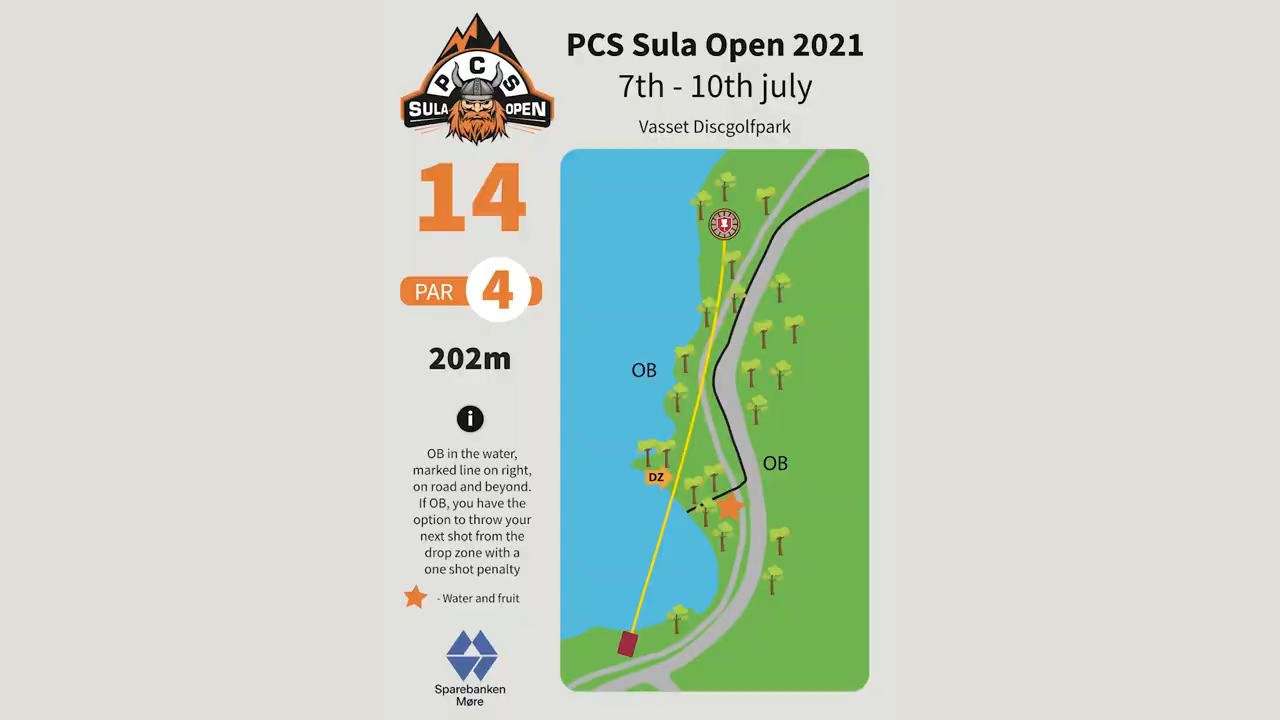 PCS
SULA OPEN
PCS Sula Open 2021
7th - 10th july
Vasset Discgolfpark
14
PAR 4
202m
i
OB in the water,
marked line on right,
on road and beyond.
If OB, you have the
option to throw your
next shot from the
drop zone with a
one shot penalty
- Water and fruit
Sparebanken
Møre
OB
OB
DZ